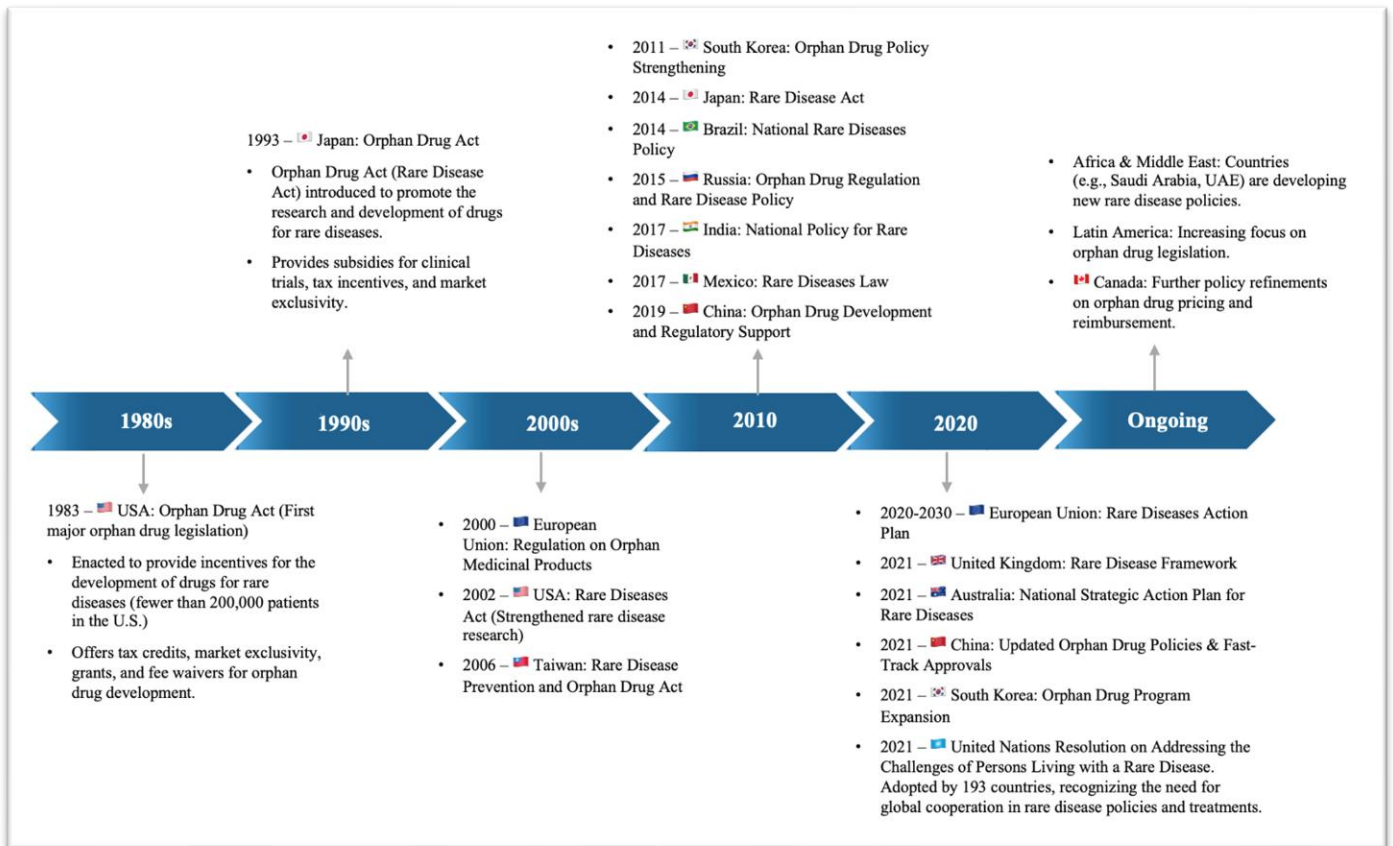 1993 – 🇯🇵 Japan: Orphan Drug Act
• Orphan Drug Act (Rare Disease
Act) introduced to promote the
research and development of drugs
for rare diseases.
• Provides subsidies for clinical
trials, tax incentives, and market
exclusivity.
• 2011 – 🇰🇷 South Korea: Orphan Drug Policy
Strengthening
• 2014 – 🇯🇵 Japan: Rare Disease Act
• 2014 – 🇧🇷 Brazil: National Rare Diseases
Policy
• 2015 – 🇷🇺 Russia: Orphan Drug Regulation
and Rare Disease Policy
• 2017 – 🇮🇳 India: National Policy for Rare
Diseases
• 2017 – 🇲🇽 Mexico: Rare Diseases Law
• 2019 – 🇨🇳 China: Orphan Drug Development
and Regulatory Support
• Africa & Middle East: Countries
(e.g., Saudi Arabia, UAE) are developing
new rare disease policies.
• Latin America: Increasing focus on
orphan drug legislation.
• 🇨🇦 Canada: Further policy refinements
on orphan drug pricing and
reimbursement.
1980s
1990s
2000s
2010
2020
Ongoing
1983 – 🇺🇸 USA: Orphan Drug Act (First
major orphan drug legislation)
• Enacted to provide incentives for the
development of drugs for rare
diseases (fewer than 200,000 patients
in the U.S.)
• Offers tax credits, market exclusivity,
grants, and fee waivers for orphan
drug development.
• 2000 – 🇪🇺 European
Union: Regulation on Orphan
Medicinal Products
• 2002 – 🇺🇸 USA: Rare Diseases
Act (Strengthened rare disease
research)
• 2006 – 🇹🇼 Taiwan: Rare Disease
Prevention and Orphan Drug Act
• 2020-2030 – 🇪🇺 European Union: Rare Diseases Action
Plan
• 2021 – 🇬🇧 United Kingdom: Rare Disease Framework
• 2021 – 🇦🇺 Australia: National Strategic Action Plan for
Rare Diseases
• 2021 – 🇨🇳 China: Updated Orphan Drug Policies & Fast-
Track Approvals
• 2021 – 🇰🇷 South Korea: Orphan Drug Program
Expansion
• 2021 – 🇺🇳 United Nations Resolution on Addressing the
Challenges of Persons Living with a Rare Disease.
Adopted by 193 countries, recognizing the need for
global cooperation in rare disease policies and treatments.